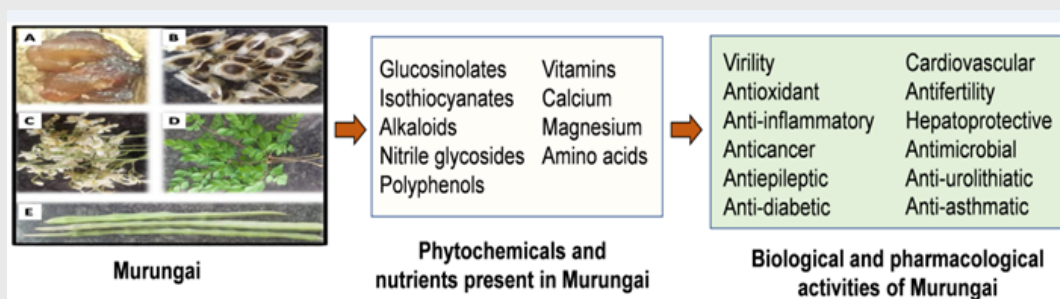 A
B
C
D
E
Murungai
Glucosinolates
Isothiocyanates
Alkaloids
Nitrile glycosides
Polyphenols
Vitamins
Calcium
Magnesium
Amino acids
Phytochemicals and
nutrients present in Murungai
Virility
Antioxidant
Anti-inflammatory
Anticancer
Antiepileptic
Anti-diabetic
Cardiovascular
Antifertility
Hepatoprotective
Antimicrobial
Anti-urolithiatic
Anti-asthmatic
Biological and pharmacological
activities of Murungai